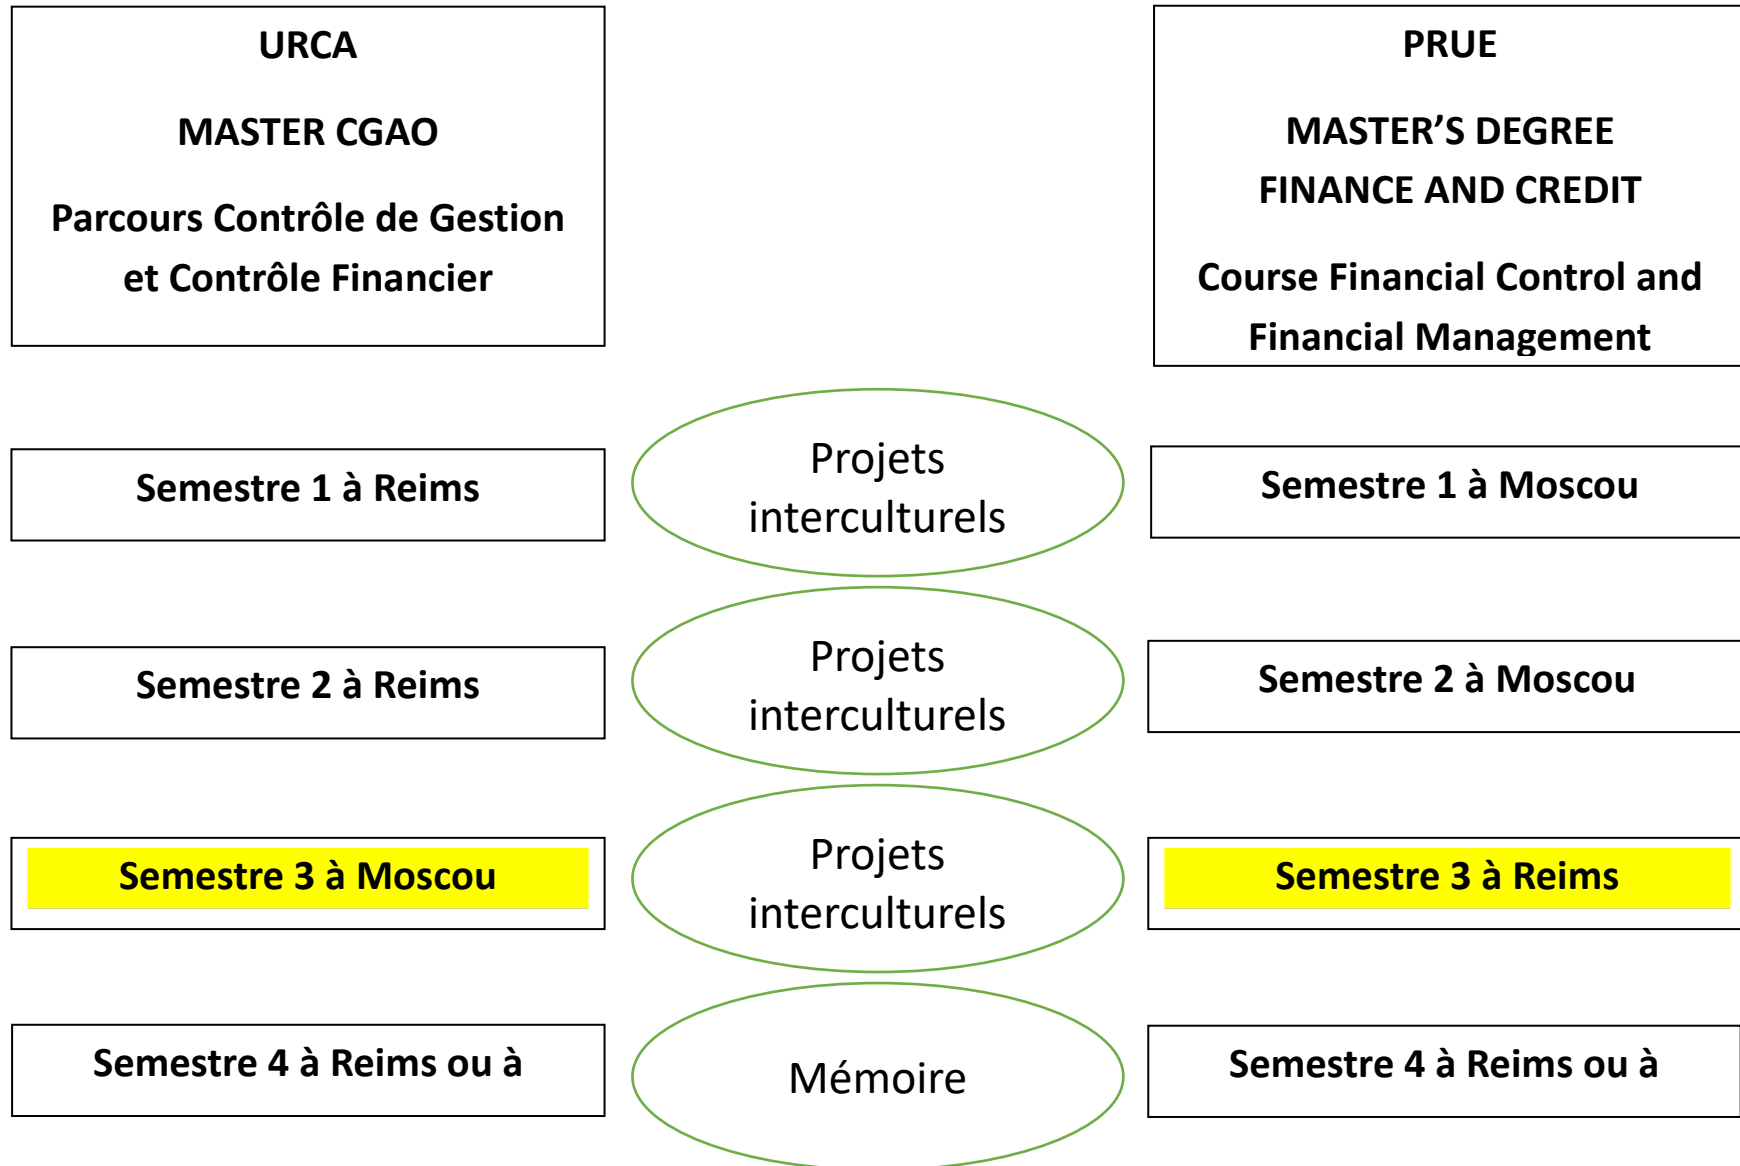 URCA
MASTER CGAO
Parcours Contrôle de Gestion
et Contrôle Financier
PRUE
MASTER’S DEGREE
FINANCE AND CREDIT
Course Financial Control and
Financial Management
Semestre 1 à Reims
Projets
interculturels
Semestre 1 à Moscou
Semestre 2 à Reims
Projets
interculturels
Semestre 2 à Moscou
Semestre 3 à Moscou
Projets
interculturels
Semestre 3 à Reims
Semestre 4 à Reims ou à
Mémoire
Semestre 4 à Reims ou à